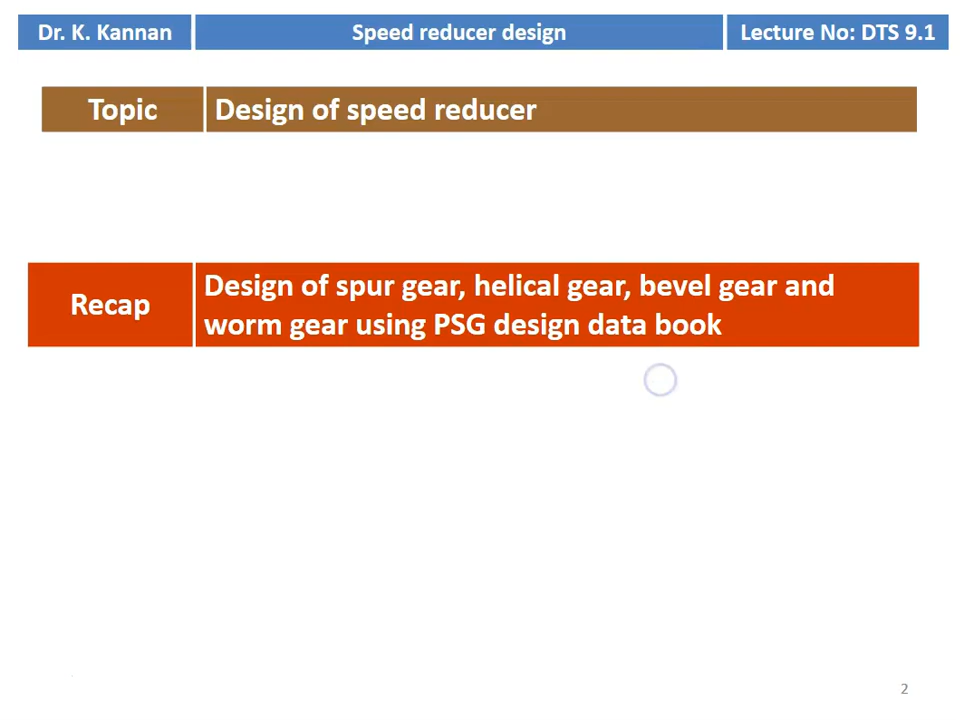 Dr. K. Kannan
Speed reducer design
Lecture No: DTS 9.1
Topic
Design of speed reducer
Recap
Design of spur gear, helical gear, bevel gear and
worm gear using PSG design data book
2